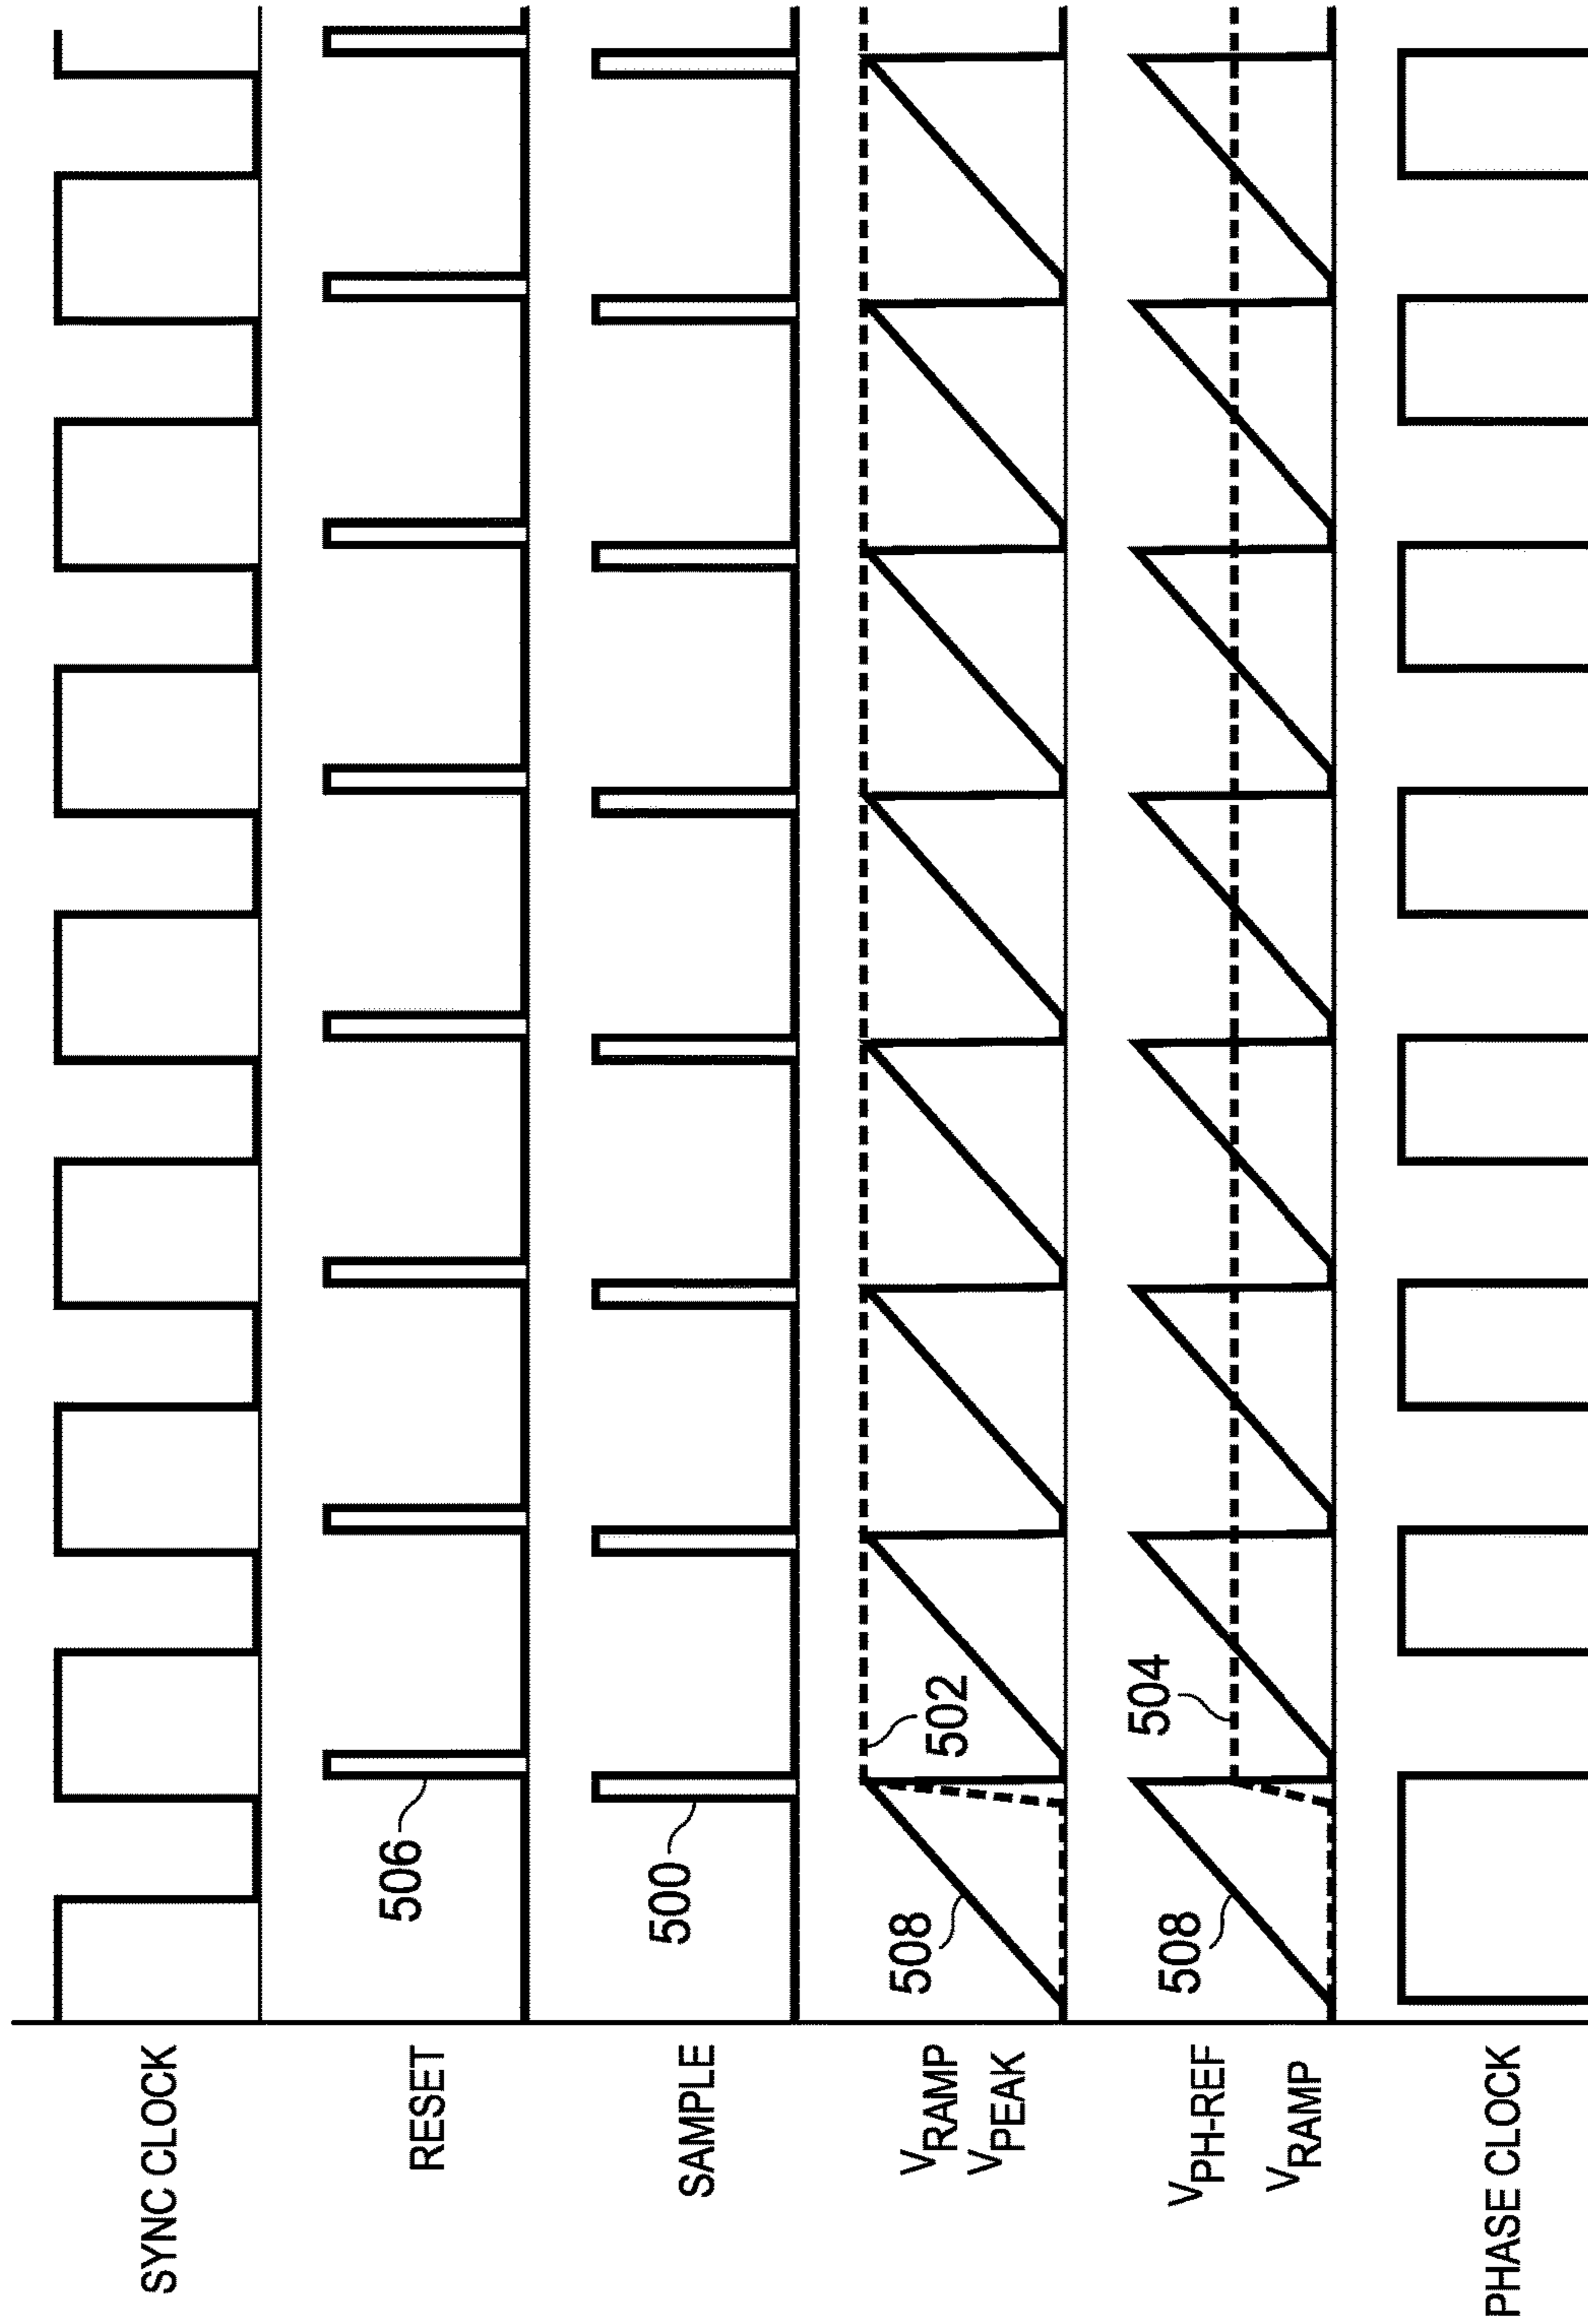 SYNC CLOCK
RESET
506
SAMPLE
500
VRAMP
VPEAK
508
502
VPH-REF
VRAMP
508
504
PHASE CLOCK